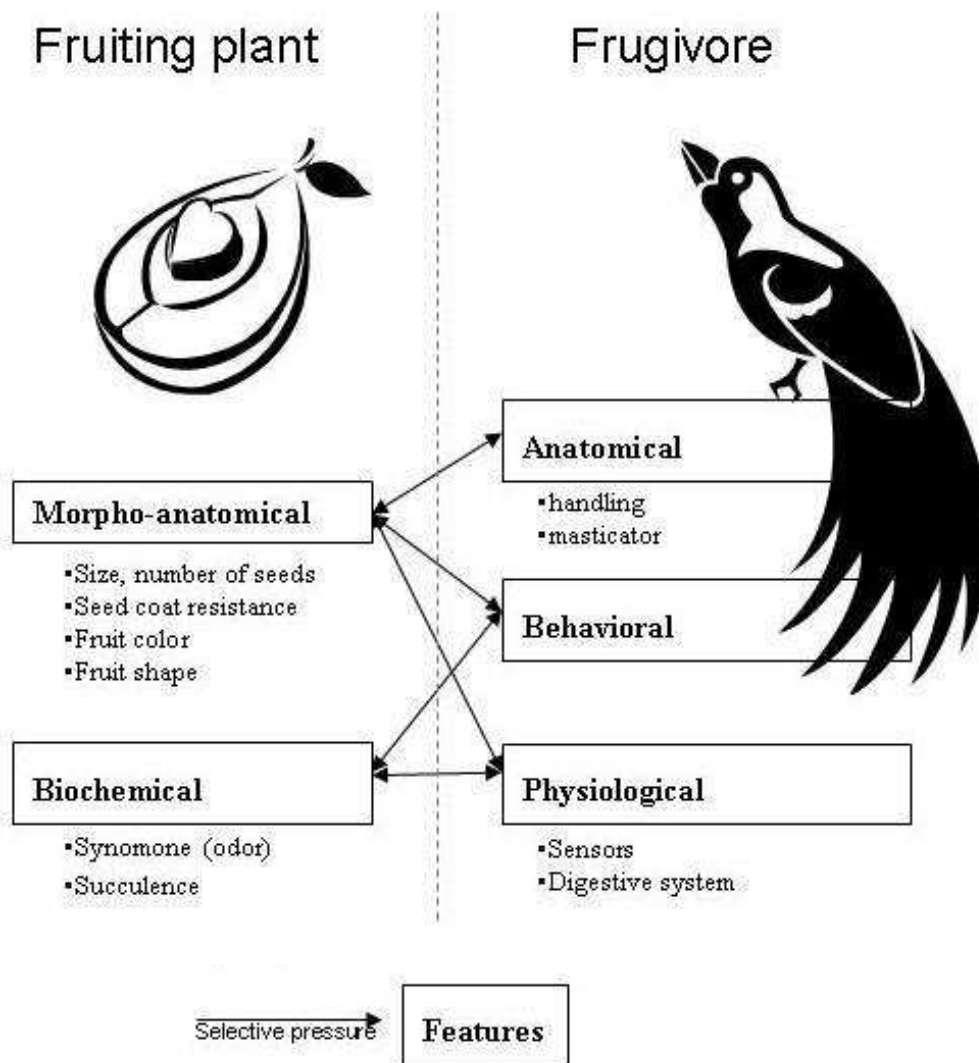 Fruiting plant
Frugivore
Anatomical
▪handling
▪masticator
Morpho-anatomical
▪Size, number of seeds
▪Seed coat resistance
▪Fruit color
▪Fruit shape
Behavioral
Biochemical
▪Synomone (odor)
▪Succulence
Physiological
▪Sensors
▪Digestive system
Selective pressure
Features